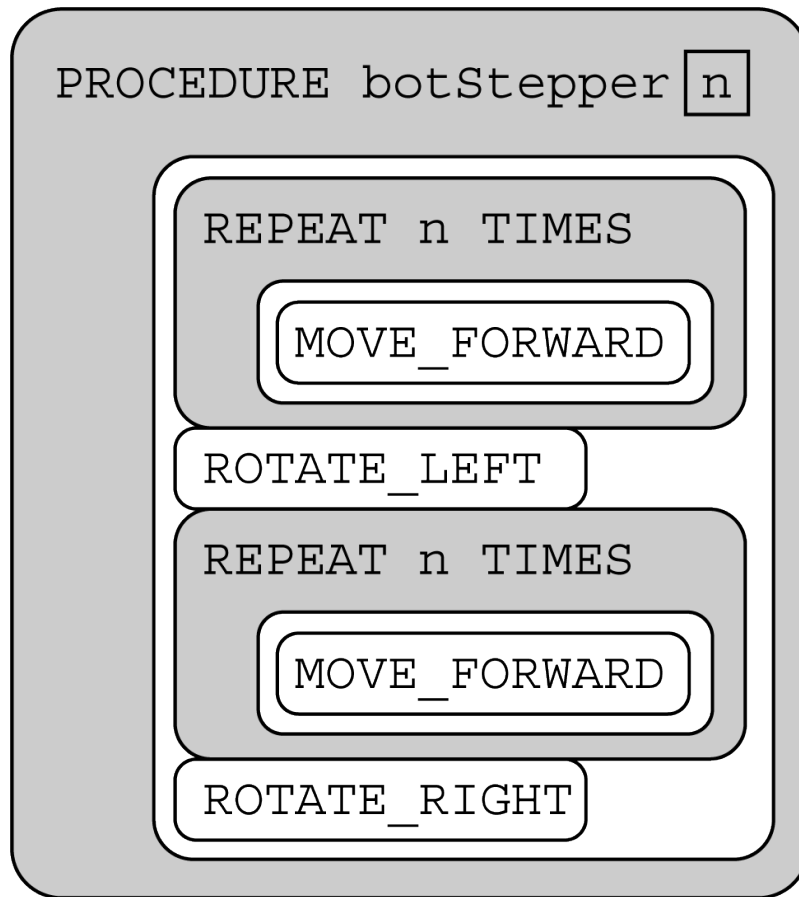 PROCEDURE botStepper n
REPEAT n TIMES
MOVE_FORWARD
ROTATE_LEFT
REPEAT n TIMES
MOVE_FORWARD
ROTATE_RIGHT